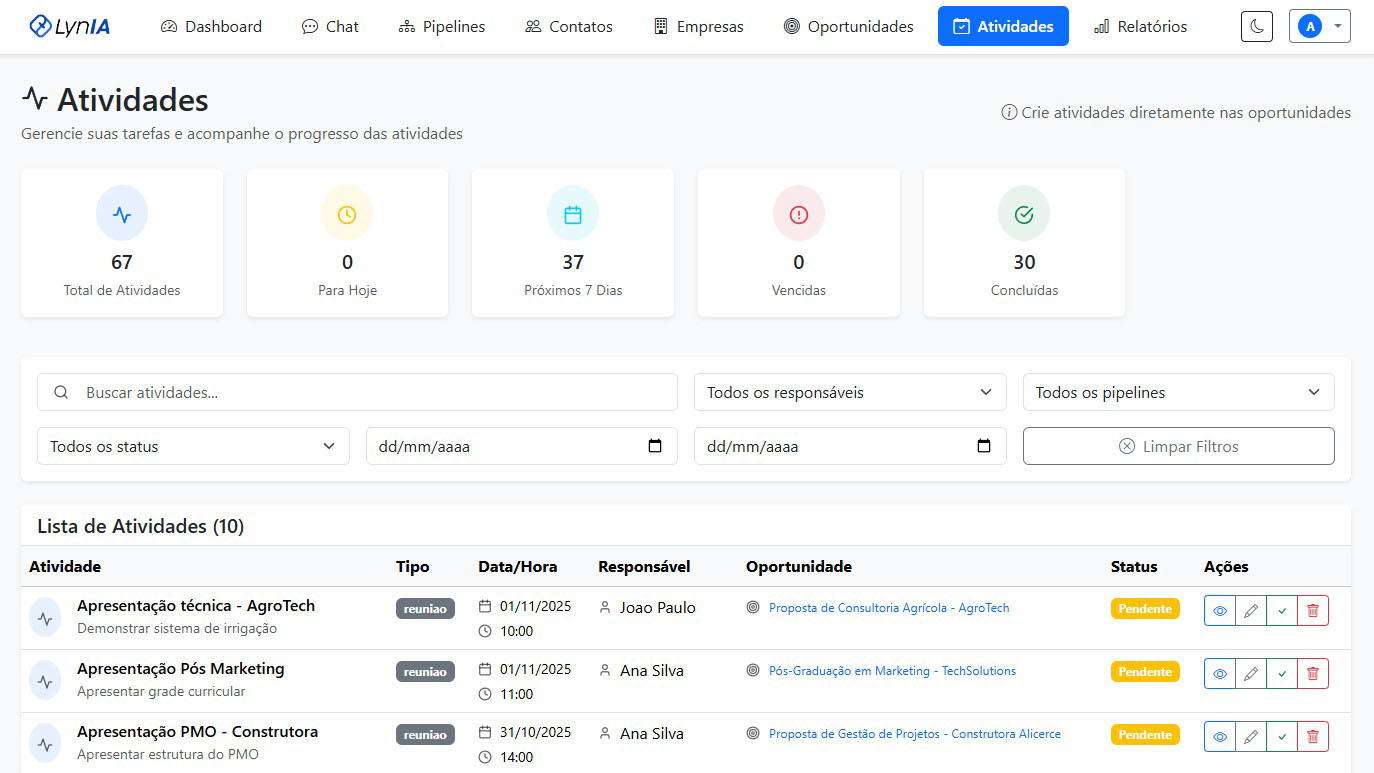 LynIA Dashboard Chat Pipelines Contatos Empresas Oportunidades Atividades Relatórios A
Atividades
Gerencie suas tarefas e acompanhe o progresso das atividades
Crie atividades diretamente nas oportunidades
67 0 37 0 30
Total de Atividades Para Hoje Próximos 7 Dias Vencidas Concluídas
Buscar atividades... Todos os responsáveis Todos os pipelines
Todos os status dd/mm/aaaa dd/mm/aaaa Limpar Filtros
Lista de Atividades (10)
Atividade Tipo Data/Hora Responsável Oportunidade Status Ações
Apresentação técnica - AgroTech reuniao 01/11/2025 Joao Paulo Proposta de Consultoria Agrícola - AgroTech Pendente
Demonstrar sistema de irrigação 10:00
Apresentação Pós Marketing reuniao 01/11/2025 Ana Silva Pós-Graduação em Marketing - TechSolutions Pendente
Apresentar grade curricular 11:00
Apresentação PMO - Construtora reuniao 31/10/2025 Ana Silva Proposta de Gestão de Projetos - Construtora Alicerce Pendente
Apresentar estrutura do PMO 14:00